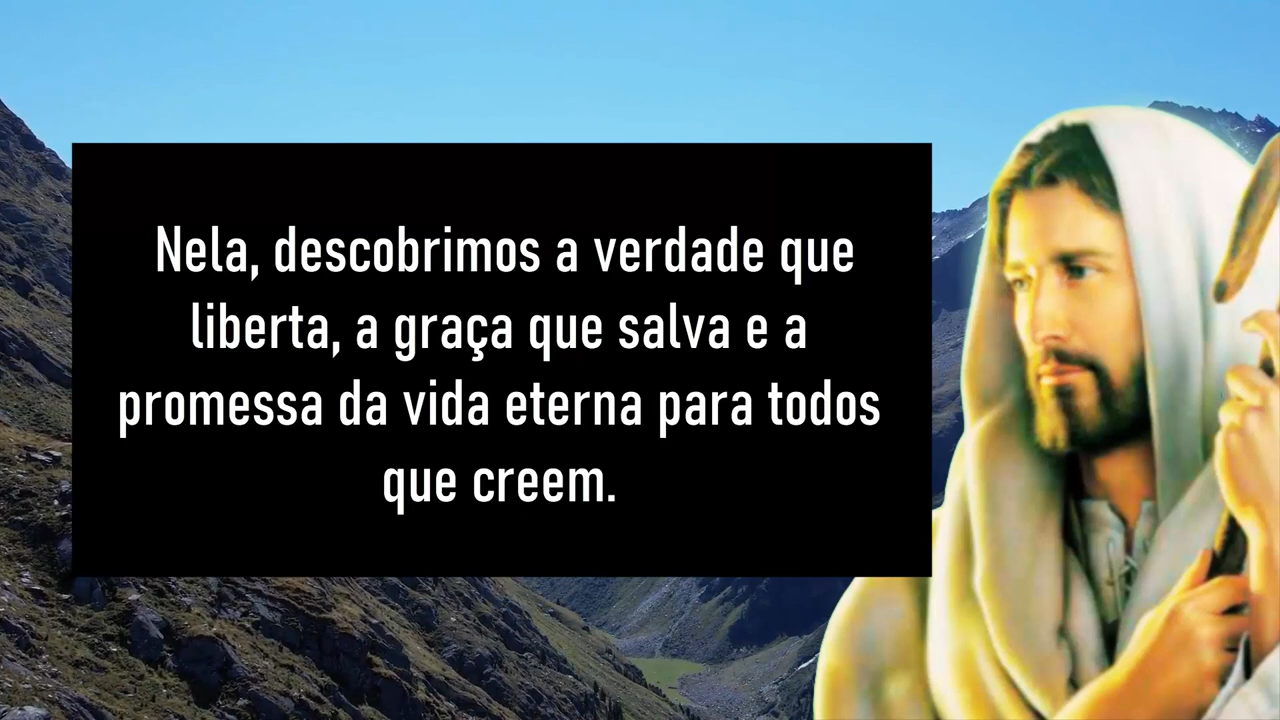 Nela, descobrimos a verdade que
liberta, a graça que salva e a
promessa da vida eterna para todos
que creem.